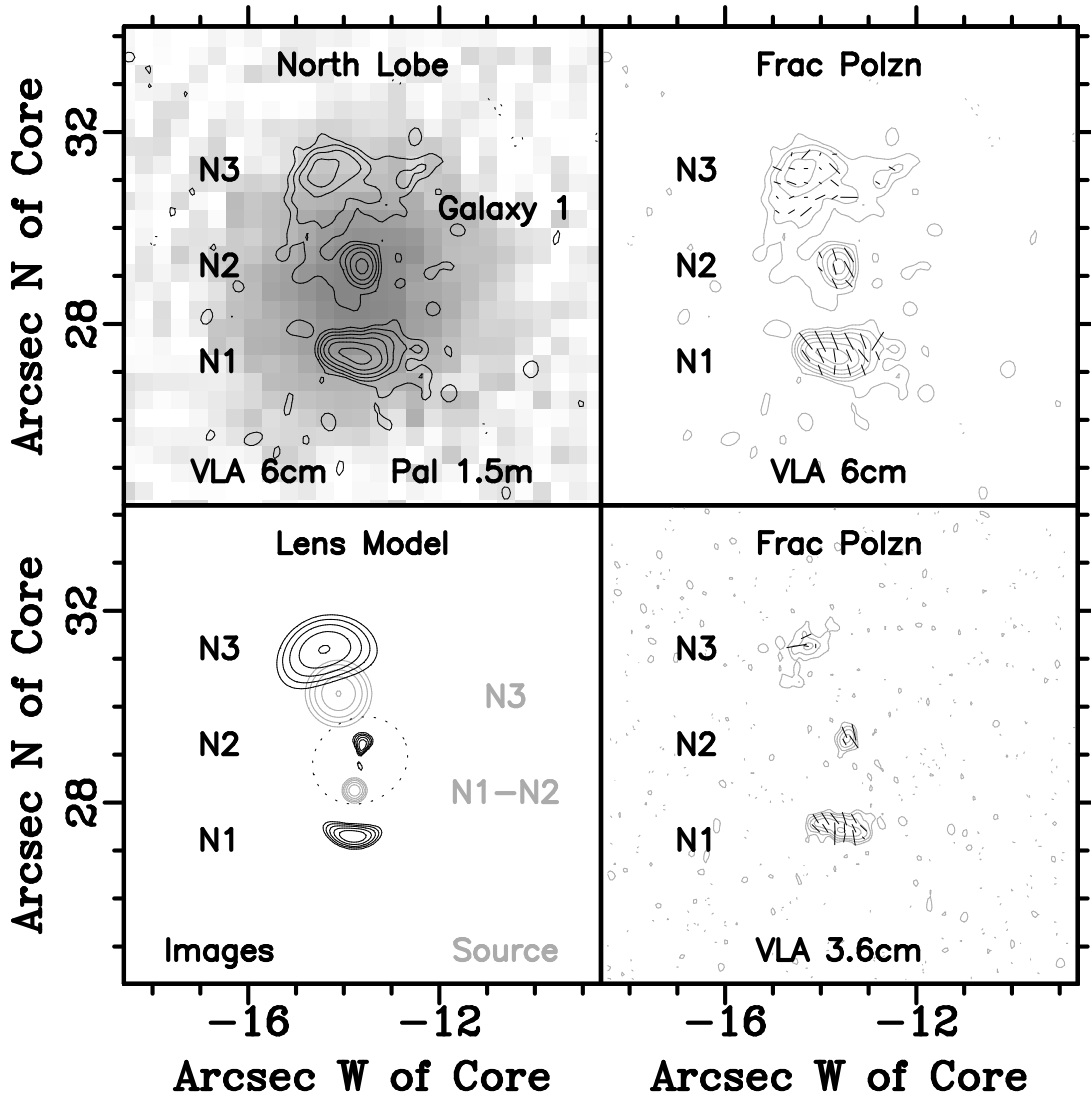 North Lobe
Frac Polzn
Arcsec N of Core
32
N3
N3
Galaxy 1
N2
N2
28
N1
N1
VLA 6cm Pal 1.5m
VLA 6cm
Lens Model
Frac Polzn
Arcsec N of Core
32
N3
N3
N3
N2
N2
28
N1−N2
N1
N1
Images
Source
VLA 3.6cm
−16 −12
−16 −12
Arcsec W of Core
Arcsec W of Core